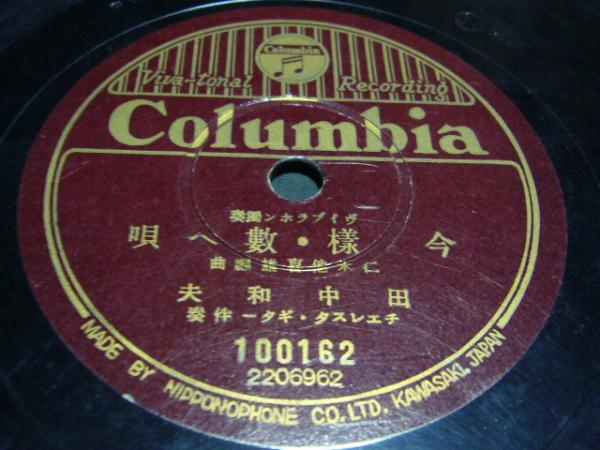 Columbia
Viva-tonal Recording
Columbia
ヴイブラホン獨奏
今樣・數へ唄
仁木他喜雄編曲
田中和夫
チエレスタ・ギター伴奏
100162
2206962
MADE BY NIPPONOPHONE CO. LTD. KAWASAKI, JAPAN